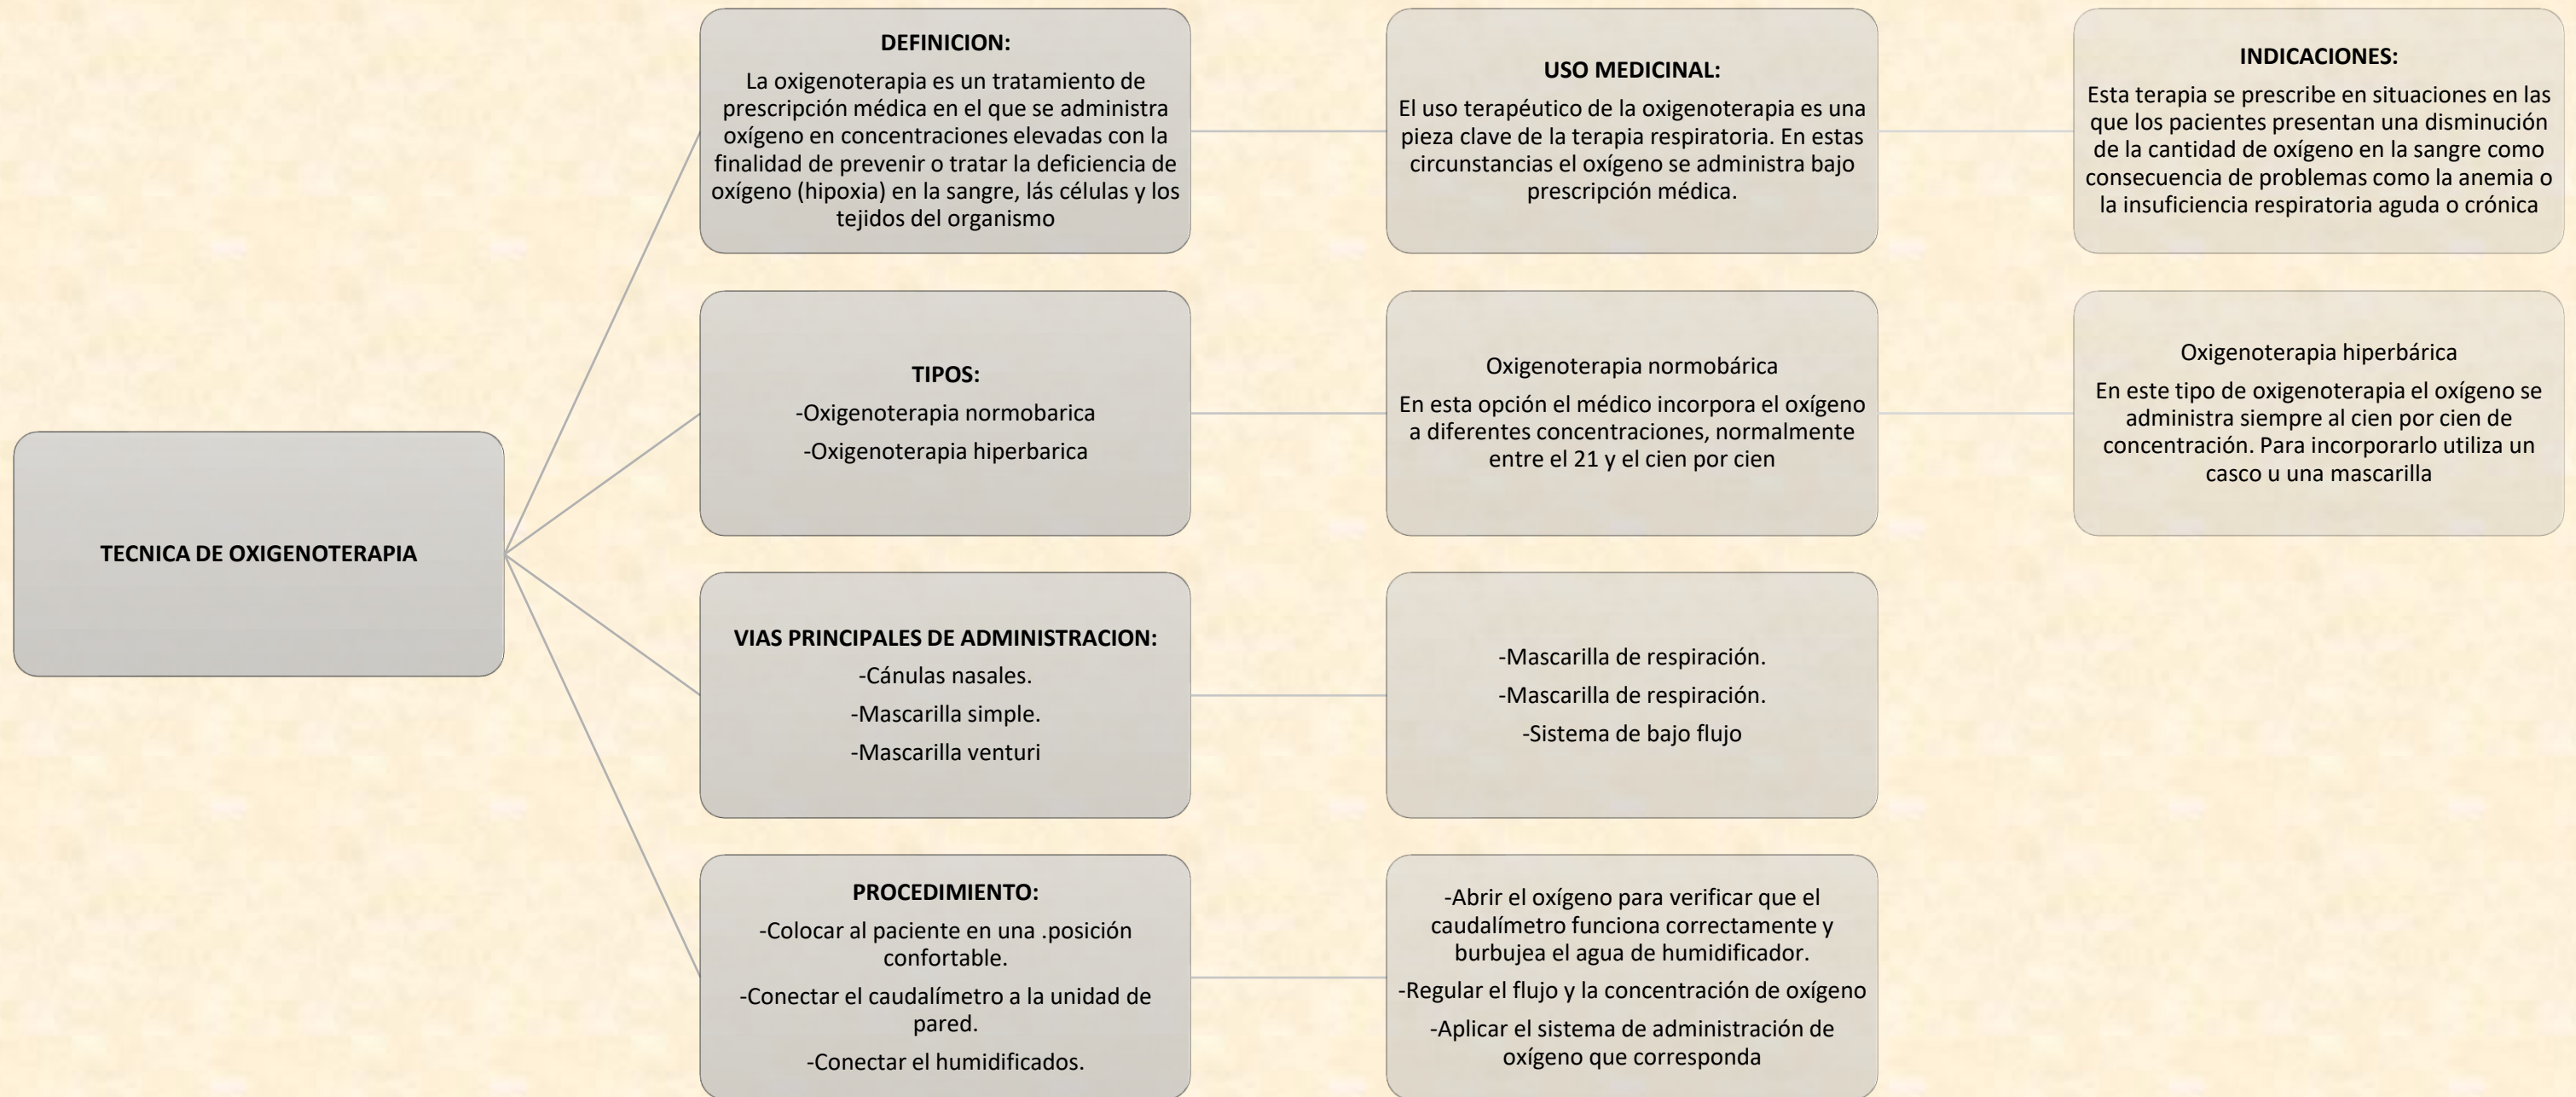 TECNICA DE OXIGENOTERAPIA
DEFINICION:
La oxigenoterapia es un tratamiento de
prescripción médica en el que se administra
oxígeno en concentraciones elevadas con la
finalidad de prevenir o tratar la deficiencia de
oxígeno (hipoxia) en la sangre, lás células y los
tejidos del organismo
USO MEDICINAL:
El uso terapéutico de la oxigenoterapia es una
pieza clave de la terapia respiratoria. En estas
circunstancias el oxígeno se administra bajo
prescripción médica.
INDICACIONES:
Esta terapia se prescribe en situaciones en las
que los pacientes presentan una disminución
de la cantidad de oxígeno en la sangre como
consecuencia de problemas como la anemia o
la insuficiencia respiratoria aguda o crónica
TIPOS:
-Oxigenoterapia normobarica
-Oxigenoterapia hiperbarica
Oxigenoterapia normobárica
En esta opción el médico incorpora el oxígeno
a diferentes concentraciones, normalmente
entre el 21 y el cien por cien
Oxigenoterapia hiperbárica
En este tipo de oxigenoterapia el oxígeno se
administra siempre al cien por cien de
concentración. Para incorporarlo utiliza un
casco u una mascarilla
VIAS PRINCIPALES DE ADMINISTRACION:
-Cánulas nasales.
-Mascarilla simple.
-Mascarilla venturi
-Mascarilla de respiración.
-Mascarilla de respiración.
-Sistema de bajo flujo
PROCEDIMIENTO:
-Colocar al paciente en una .posición
confortable.
-Conectar el caudalímetro a la unidad de
pared.
-Conectar el humidificados.
-Abrir el oxígeno para verificar que el
caudalímetro funciona correctamente y
burbujea el agua de humidificador.
-Regular el flujo y la concentración de oxígeno
-Aplicar el sistema de administración de
oxígeno que corresponda